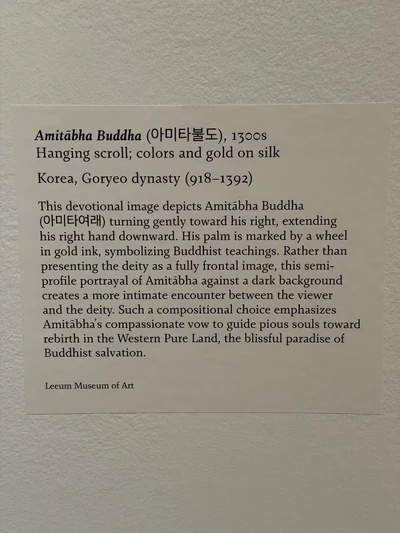 Amitābha Buddha (아미타불도), 1300s
Hanging scroll; colors and gold on silk
Korea, Goryeo dynasty (918–1392)
This devotional image depicts Amitābha Buddha
(아미타여래) turning gently toward his right, extending
his right hand downward. His palm is marked by a wheel
in gold ink, symbolizing Buddhist teachings. Rather than
presenting the deity as a fully frontal image, this semi-
profile portrayal of Amitābha against a dark background
creates a more intimate encounter between the viewer
and the deity. Such a compositional choice emphasizes
Amitābha's compassionate vow to guide pious souls toward
rebirth in the Western Pure Land, the blissful paradise of
Buddhist salvation.
Leeum Museum of Art